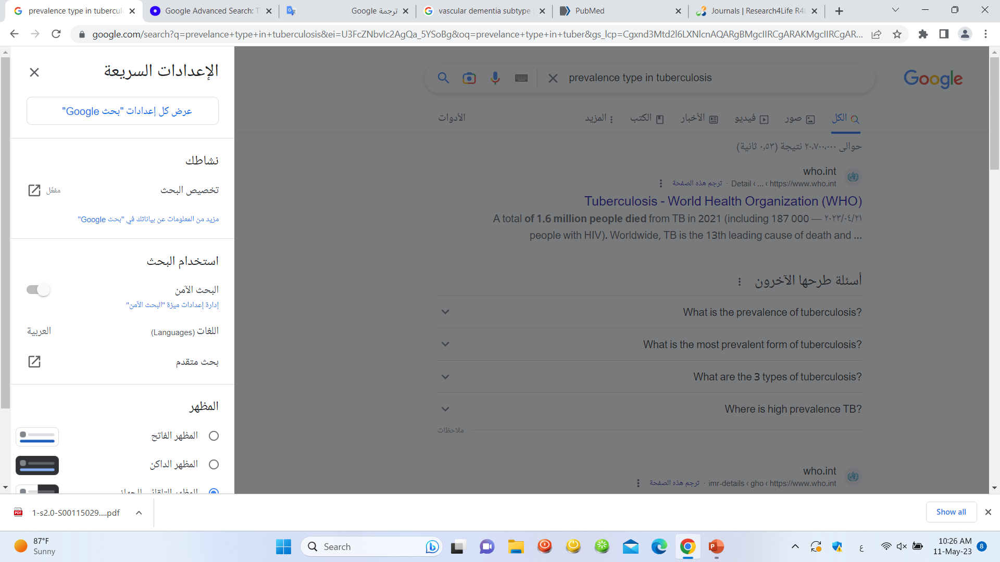 prevalence type in tubercul
Google Advanced Search: T
ترجمة Google
vascular dementia subtype
PubMed
Journals | Research4Life R4
google.com/search?q=prevelance+type+in+tuberculosis&ei=U3FcZNbvIc2AgQa_5YSoBg&oq=prevelance+type+in+tuber&gs_lcp=Cgxnd3Mtd2l6LXNlcnAQARgBMgcIIRCgARAKMgcIIRCgAR...
الإعدادات السريعة
عرض كل إعدادات "بحث Google"
نشاطك
تخصيص البحث
مفعّل
مزيد من المعلومات عن بياناتك في "بحث Google"
استخدام البحث
البحث الآمن
إدارة إعدادات ميزة "البحث الآمن"
اللغات (Languages)
العربية
بحث متقدم
المظهر
المظهر الفاتح
المظهر الداكن
prevalence type in tuberculosis
Google
الكل
صور
فيديو
الأخبار
الكتب
المزيد
الأدوات
حوالى ٢٠،٧٠٠،٠٠٠ نتيجة (٠،٥٣ ثانية)
who.int
https://www.who.int › ... › Detail · ترجم هذه الصفحة
Tuberculosis - World Health Organization (WHO)
٢٠٢٣/٠٤/٢١ — A total of 1.6 million people died from TB in 2021 (including 187 000
people with HIV). Worldwide, TB is the 13th leading cause of death and ...
أسئلة طرحها الآخرون
What is the prevalence of tuberculosis?
What is the most prevalent form of tuberculosis?
What are the 3 types of tuberculosis?
Where is high prevalence TB?
ملاحظات
who.int
https://www.who.int › gho › imr-details · ترجم هذه الصفحة
1-s2.0-S00115029....pdf
Show all
87°F
Sunny
Search
ع
10:26 AM
11-May-23
8